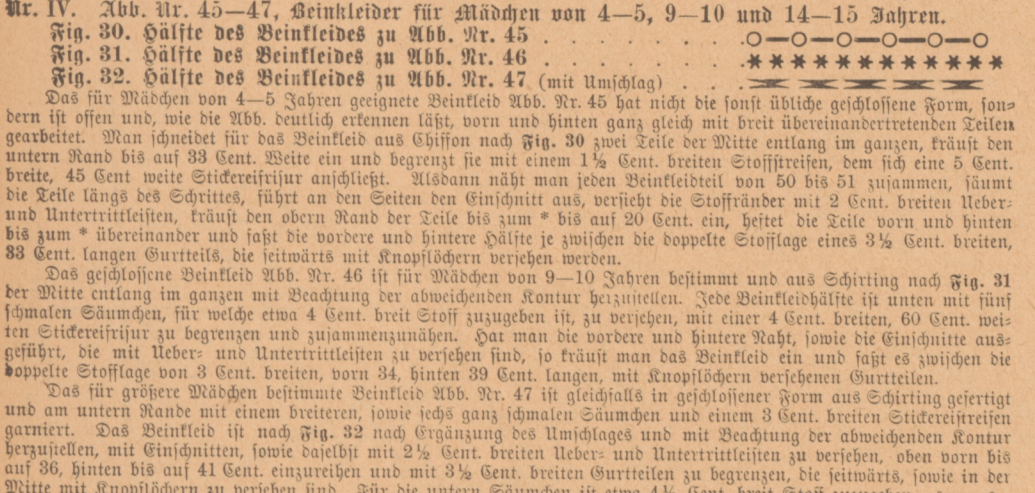 Nr. IV. Abb. Nr. 45—47, Beinkleider für Mädchen von 4—5, 9—10 und 14—15 Jahren.
Fig. 30. Hälfte des Beinkleides zu Abb. Nr. 45
Fig. 31. Hälfte des Beinkleides zu Abb. Nr. 46
Fig. 32. Hälfte des Beinkleides zu Abb. Nr. 47 (mit Umschlag)
Das für Mädchen von 4—5 Jahren geeignete Beinkleid Abb. Nr. 45 hat nicht die sonst übliche geschlossene Form, son-
dern ist offen und, wie die Abb. deutlich erkennen läßt, vorn und hinten ganz gleich mit breit übereinandertretenden Teilen
gearbeitet. Man schneidet für das Beinkleid aus Chiffon nach Fig. 30 zwei Teile der Mitte entlang im ganzen, kräust den
untern Rand bis auf 33 Cent. Weite ein und begrenzt sie mit einem 1½ Cent. breiten Stoffstreifen, dem sich eine 5 Cent.
breite, 45 Cent weite Stickereifrisur anschließt. Alsdann näht man jeden Beinkleidteil von 50 bis 51 zusammen, säumt
die Teile längs des Schrittes, führt an den Seiten den Einschnitt aus, versieht die Stoffränder mit 2 Cent. breiten Ueber-
und Untertrittleisten, kräust den obern Rand der Teile bis zum * bis auf 20 Cent. ein, heftet die Teile vorn und hinten
bis zum * übereinander und faßt die vordere und hintere Hälfte je zwischen die doppelte Stofflage eines 3½ Cent. breiten,
33 Cent. langen Gurtteils, die seitwärts mit Knopflöchern versehen werden.
Das geschlossene Beinkleid Abb. Nr. 46 ist für Mädchen von 9—10 Jahren bestimmt und aus Schirting nach Fig. 31
der Mitte entlang im ganzen mit Beachtung der abweichenden Kontur herzustellen. Jede Beinkleidhälfte ist unten mit fünf
schmalen Säumchen, für welche etwa 4 Cent. breit Stoff zuzugeben ist, zu versehen, mit einer 4 Cent. breiten, 60 Cent. wei-
ten Stickereifrisur zu begrenzen und zusammenzunähen. Hat man die vordere und hintere Naht, sowie die Einschnitte aus-
geführt, die mit Ueber- und Untertrittleisten zu versehen sind, so kräust man das Beinkleid ein und faßt es zwischen die
doppelte Stofflage von 3 Cent. breiten, vorn 34, hinten 39 Cent. langen, mit Knopflöchern versehenen Gurtteilen.
Das für größere Mädchen bestimmte Beinkleid Abb. Nr. 47 ist gleichfalls in geschlossener Form aus Schirting gefertigt
und am untern Rande mit einem breiteren, sowie sechs ganz schmalen Säumchen und einem 3 Cent. breiten Stickereistreifen
garniert. Das Beinkleid ist nach Fig. 32 nach Ergänzung des Umschlages und mit Beachtung der abweichenden Kontur
herzustellen, mit Einschnitten, sowie daselbst mit 2½ Cent. breiten Ueber- und Untertrittleisten zu versehen, oben vorn bis
auf 36, hinten bis auf 41 Cent. einzureihen und mit 3½ Cent. breiten Gurtteilen zu begrenzen, die seitwärts, sowie in der
Mitte mit Knopflöchern zu versehen sind. Für die untern Säumchen ist etwa 4½ Cent. breit Stoff